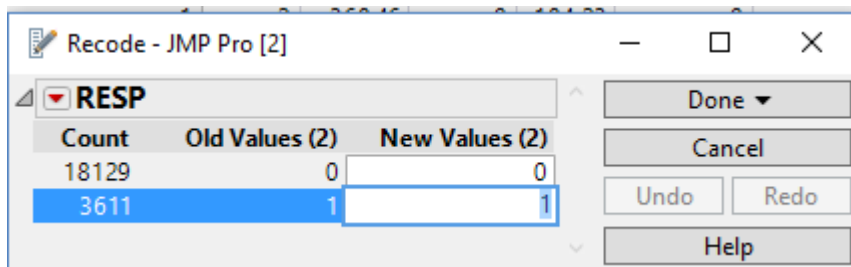 Recode - JMP Pro [2]
RESP
Done
Count Old Values (2) New Values (2)
Cancel
18129 0 0
Undo Redo
3611 1 1
Help